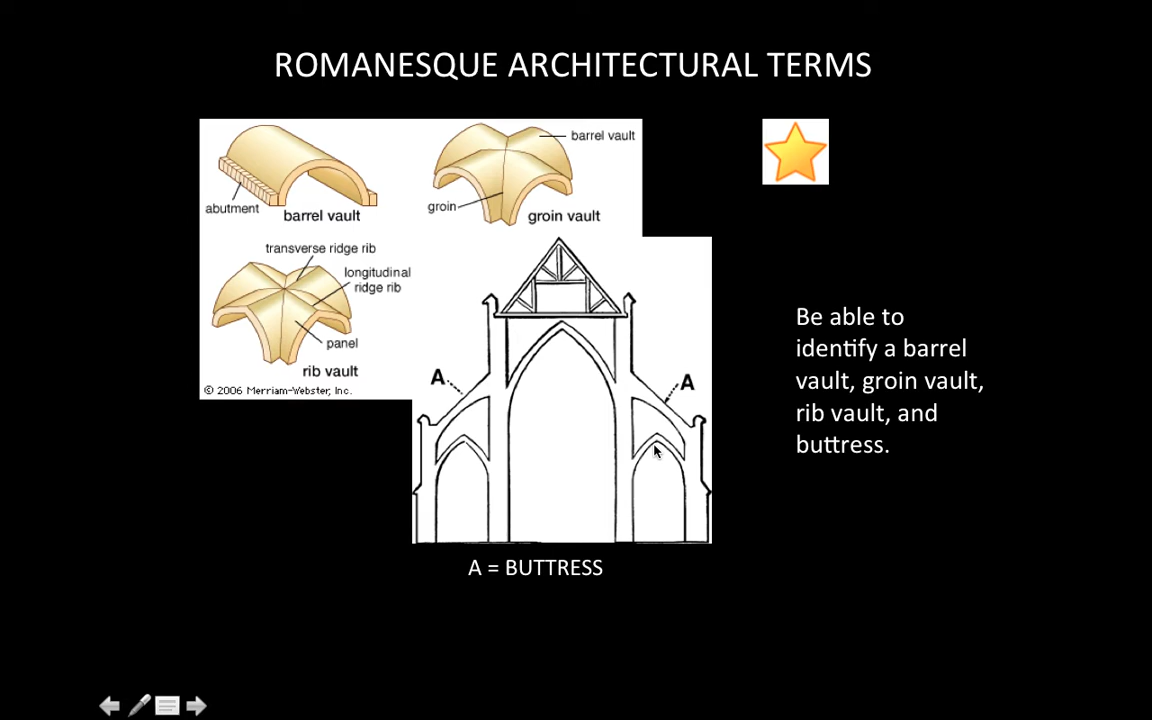 ROMANESQUE ARCHITECTURAL TERMS
barrel vault
abutment
barrel vault
groin
groin vault
transverse ridge rib
longitudinal
ridge rib
panel
rib vault
© 2006 Merriam-Webster, Inc.
A
A
Be able to
identify a barrel
vault, groin vault,
rib vault, and
buttress.
A = BUTTRESS